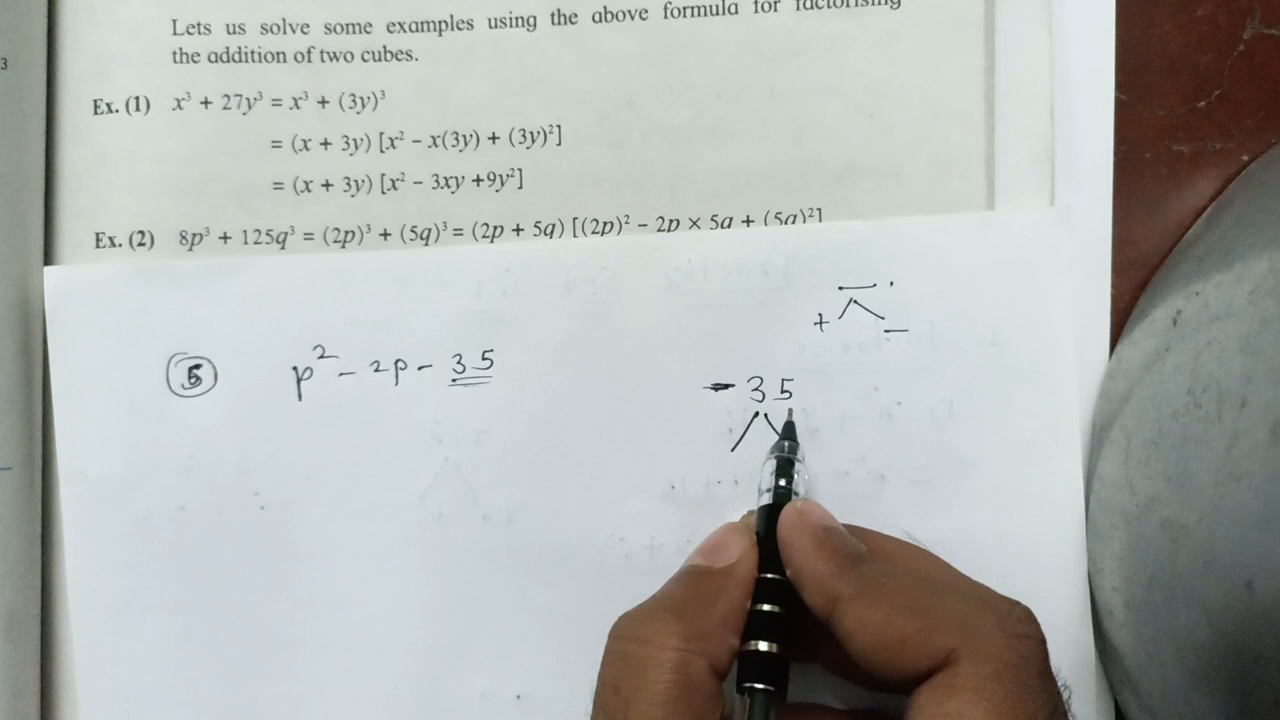 3
Lets us solve some examples using the above formula for factorising
the addition of two cubes.
Ex. (1) x³ + 27y³ = x³ + (3y)³
= (x + 3y) [x² – x(3y) + (3y)²]
= (x + 3y) [x² – 3xy +9y²]
Ex. (2) 8p³ + 125q³ = (2p)³ + (5q)³ = (2p + 5q) [(2p)² – 2p × 5q + (5q)²]
+ –
5 p² – 2p – 35
– 35